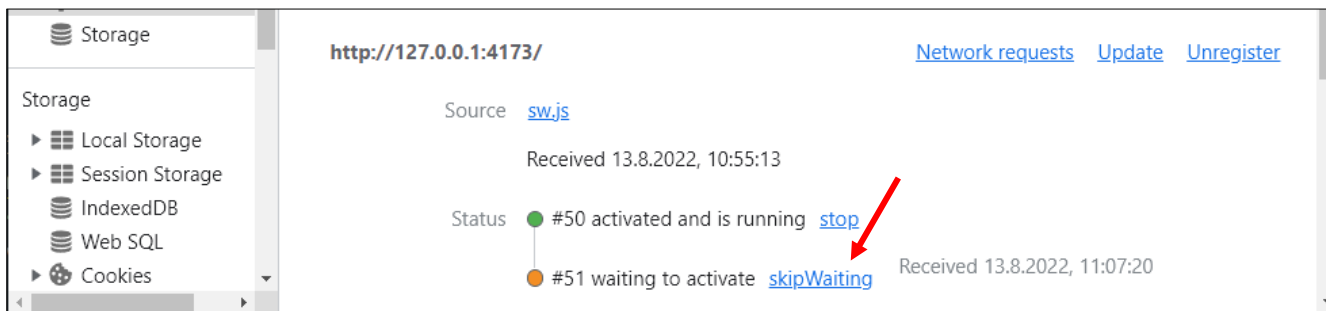 Storage
Storage
Local Storage
Session Storage
IndexedDB
Web SQL
Cookies
http://127.0.0.1:4173/ Network requests Update Unregister
Source sw.js
Received 13.8.2022, 10:55:13
Status #50 activated and is running stop
#51 waiting to activate skipWaiting Received 13.8.2022, 11:07:20